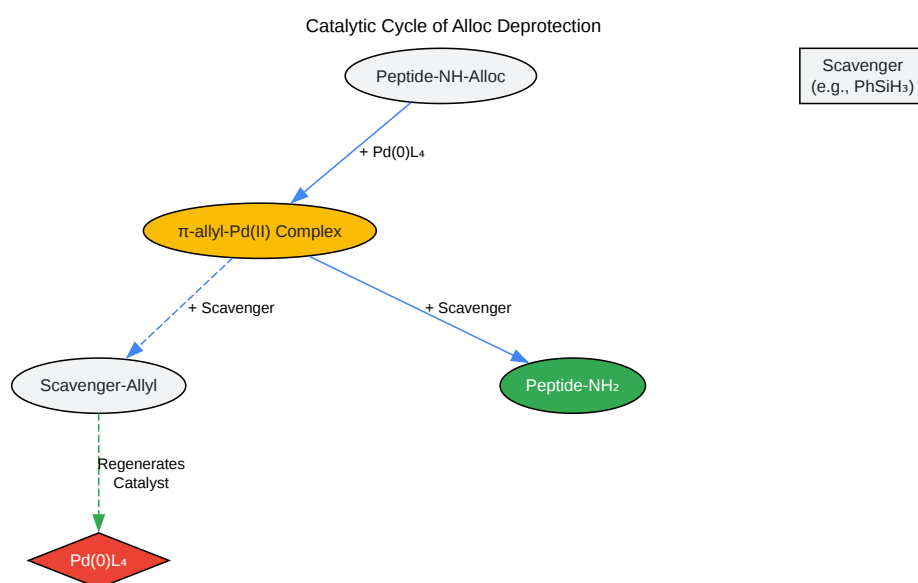 Catalytic Cycle of Alloc Deprotection
Peptide-NH-Alloc
Scavenger
(e.g., PhSiH₃)
+ Pd(0)L₄
π-allyl-Pd(II) Complex
+ Scavenger
+ Scavenger
Scavenger-Allyl
Peptide-NH₂
Regenerates
Catalyst
Pd(0)L₄